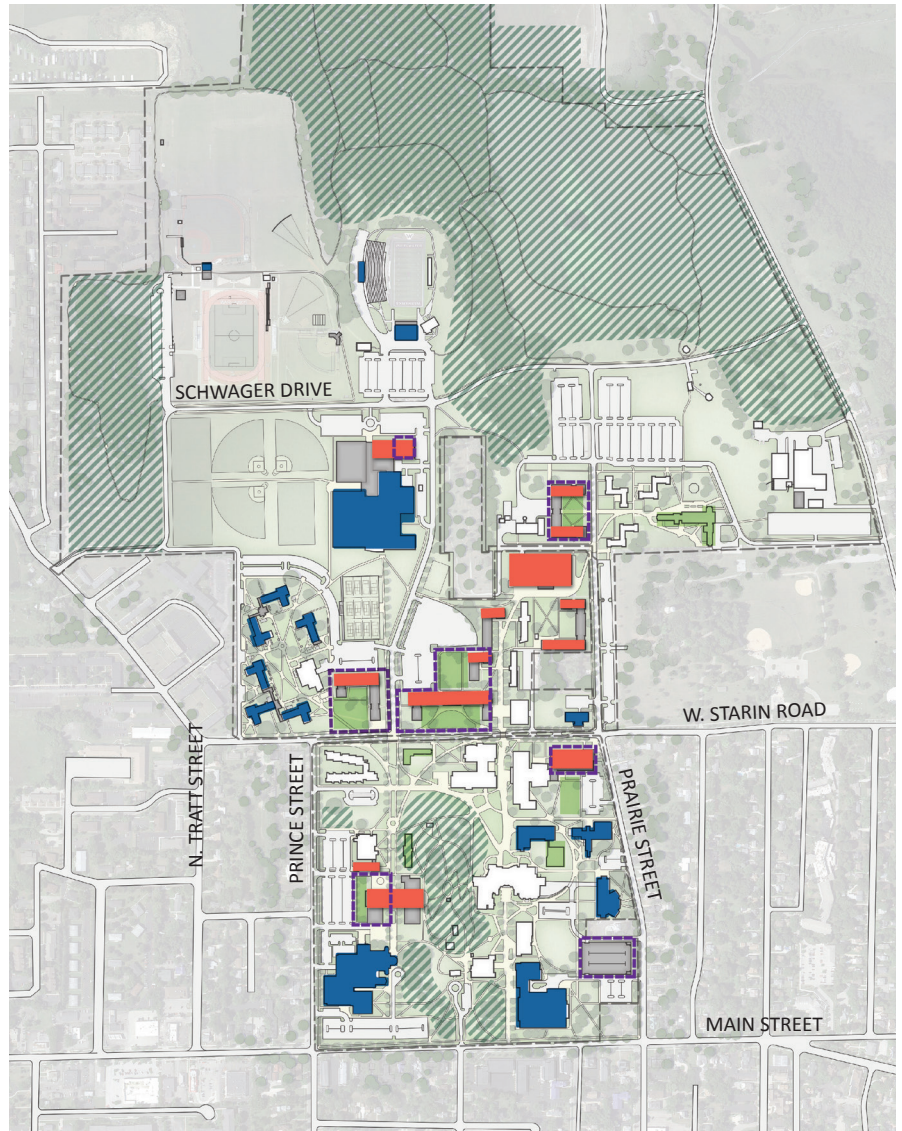 SCHWAGER DRIVE
W. STARIN ROAD
N. TRATT STREET
PRINCE STREET
PRAIRIE STREET
MAIN STREET